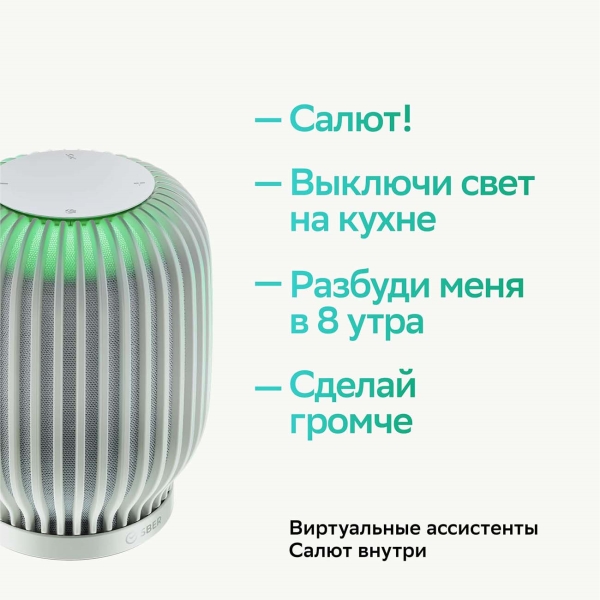 — Салют!
— Выключи свет
на кухне
— Разбуди меня
в 8 утра
— Сделай
громче
SBER
Виртуальные ассистенты
Салют внутри